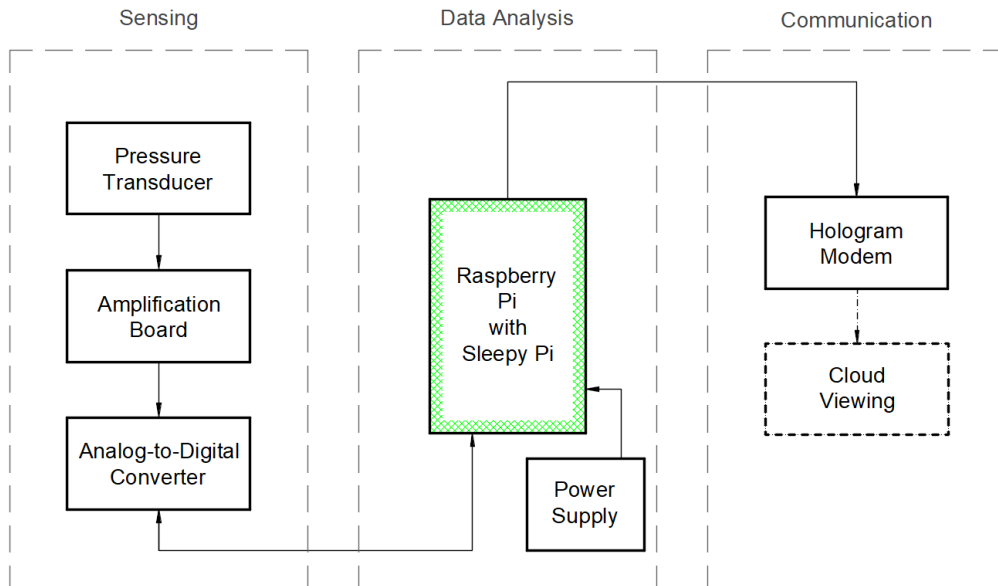 Sensing
Data Analysis
Communication
Pressure
Transducer
Amplification
Board
Analog-to-Digital
Converter
Raspberry
Pi
with
Sleepy Pi
Power
Supply
Hologram
Modem
Cloud
Viewing